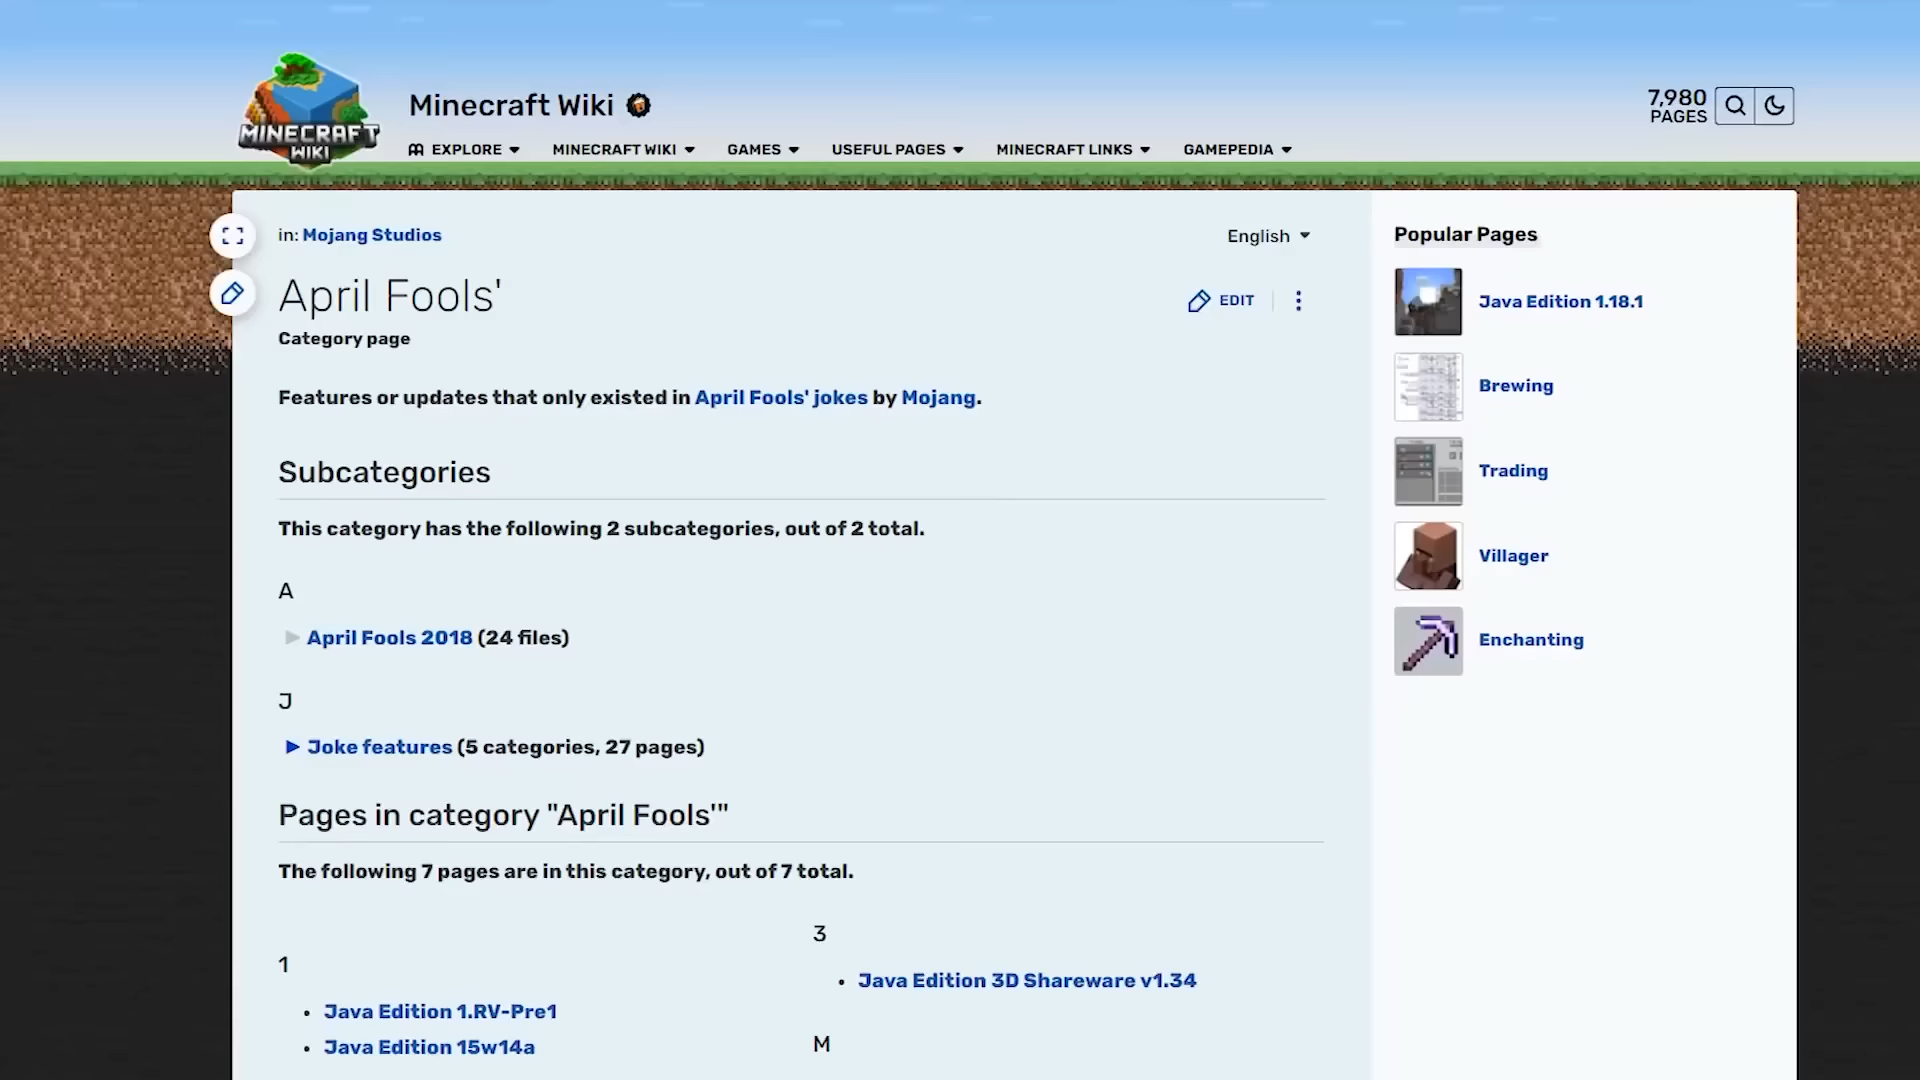 MINECRAFT
WIKI
Minecraft Wiki
7,980
PAGES
EXPLORE
MINECRAFT WIKI
GAMES
USEFUL PAGES
MINECRAFT LINKS
GAMEPEDIA
in: Mojang Studios
English
April Fools'
EDIT
Category page
Features or updates that only existed in April Fools' jokes by Mojang.
Subcategories
This category has the following 2 subcategories, out of 2 total.
A
April Fools 2018 (24 files)
J
Joke features (5 categories, 27 pages)
Pages in category "April Fools'"
The following 7 pages are in this category, out of 7 total.
1
Java Edition 1.RV-Pre1
Java Edition 15w14a
3
Java Edition 3D Shareware v1.34
M
Popular Pages
Java Edition 1.18.1
Brewing
Trading
Villager
Enchanting